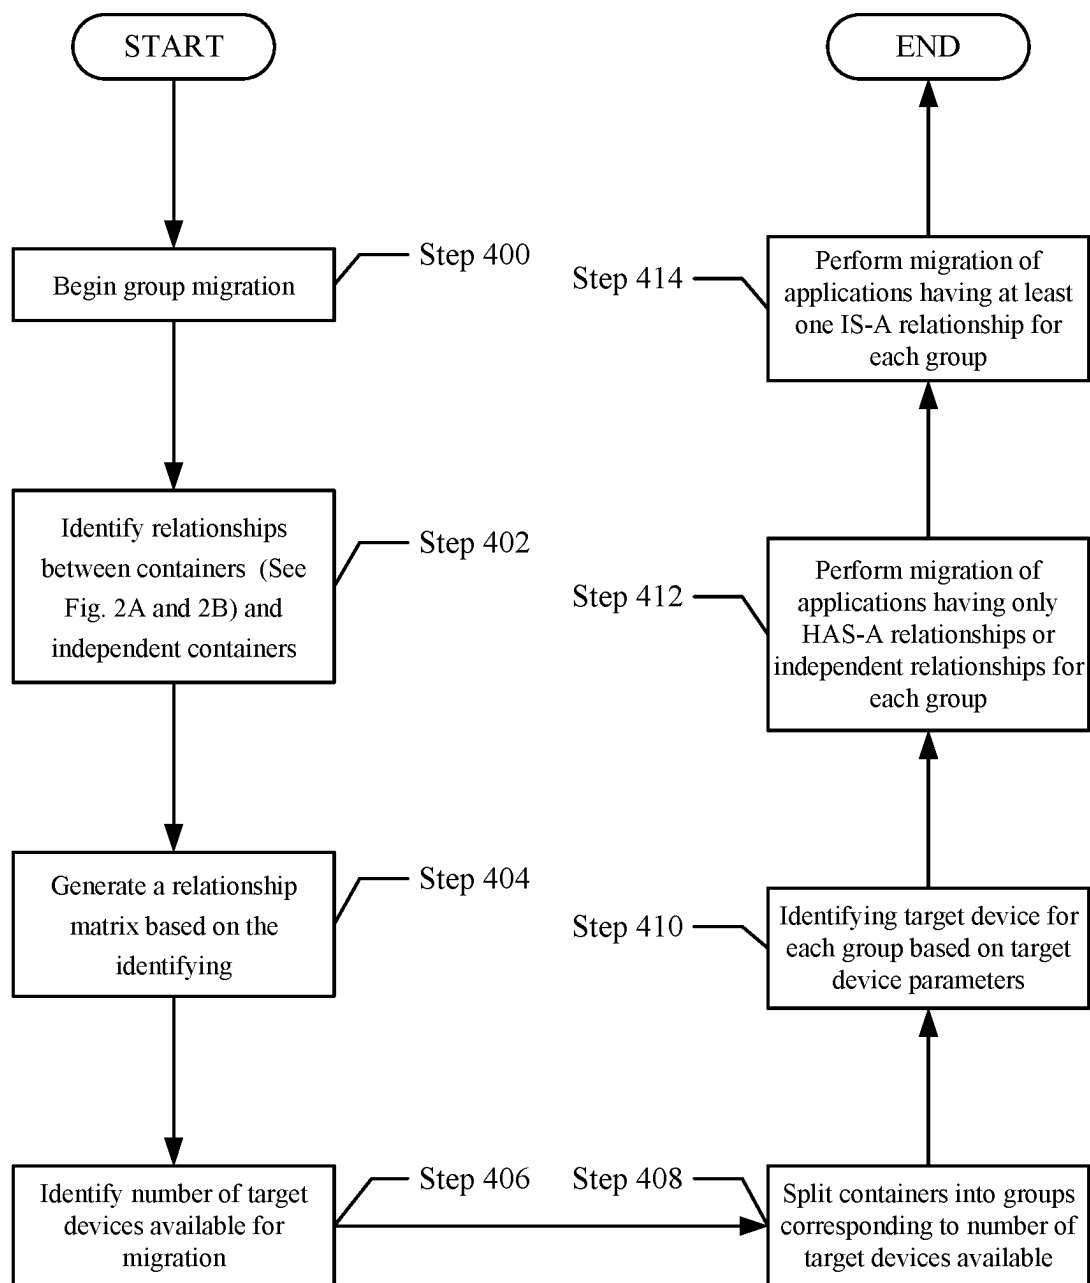 START
Begin group migration
Step 400
Identify relationships
between containers (See
Fig. 2A and 2B) and
independent containers
Step 402
Generate a relationship
matrix based on the
identifying
Step 404
Identify number of target
devices available for
migration
Step 406
Step 408
Split containers into groups
corresponding to number of
target devices available
Step 410
Identifying target device for
each group based on target
device parameters
Step 412
Perform migration of
applications having only
HAS-A relationships or
independent relationships for
each group
Step 414
Perform migration of
applications having at least
one IS-A relationship for
each group
END